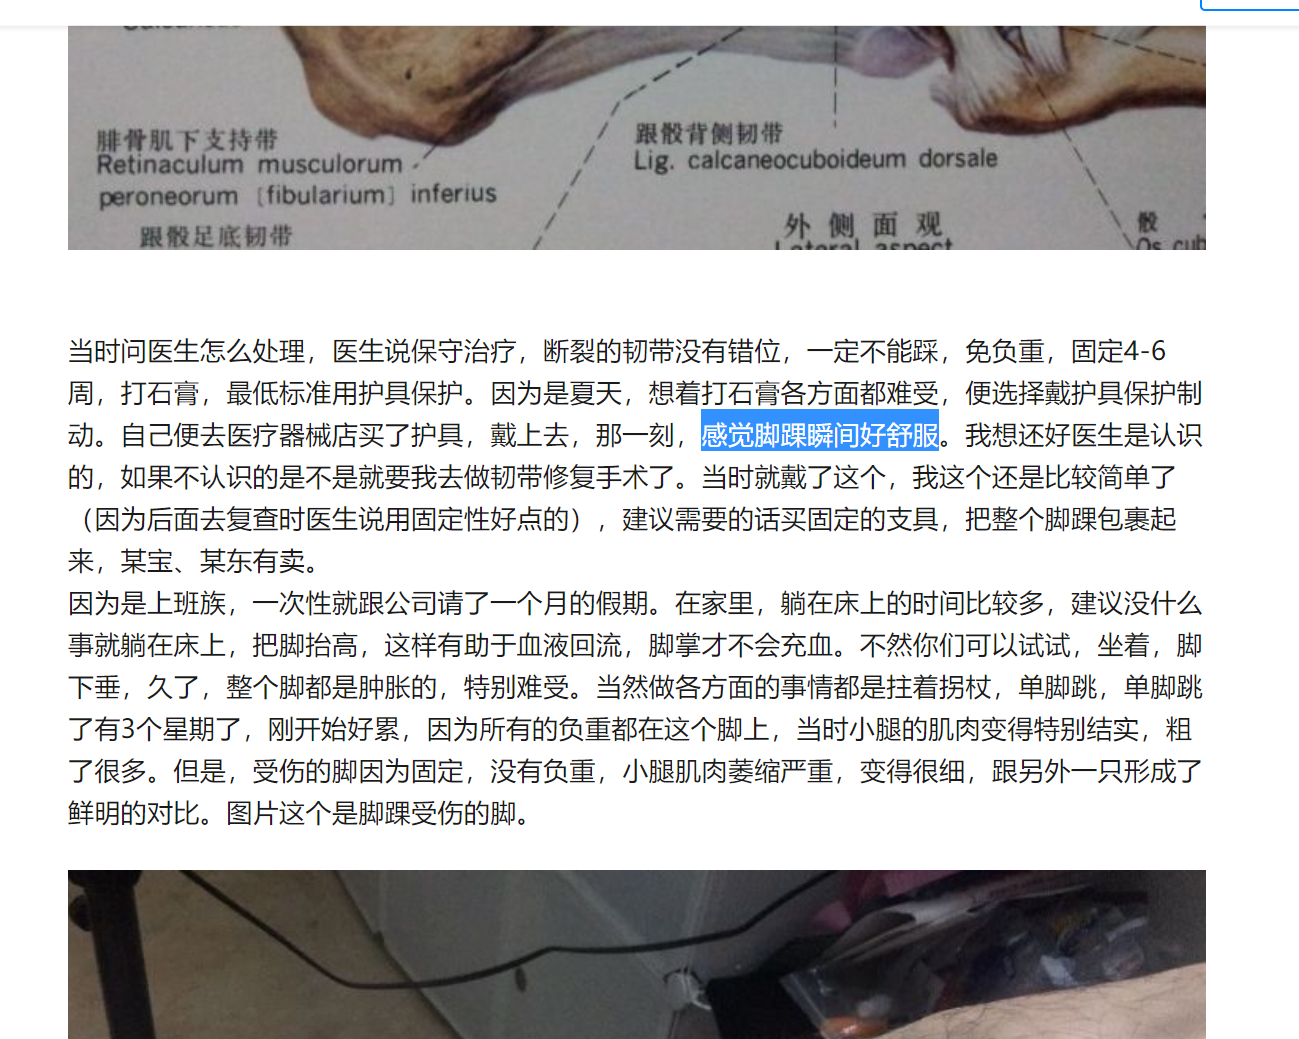 腓骨肌下支持带
Retinaculum musculorum
peroneorum [fibularium] inferius
跟骰足底韧带
跟骰背侧韧带
Lig. calcaneocuboideum dorsale
外侧面观
Lateral aspect
骰
Os cub
当时问医生怎么处理，医生说保守治疗，断裂的韧带没有错位，一定不能踩，免负重，固定4-6
周，打石膏，最低标准用护具保护。因为是夏天，想着打石膏各方面都难受，便选择戴护具保护制
动。自己便去医疗器械店买了护具，戴上去，那一刻，感觉脚踝瞬间好舒服。我想还好医生是认识
的，如果不认识的是不是就要我去做韧带修复手术了。当时就戴了这个，我这个还是比较简单了
（因为后面去复查时医生说用固定性好点的），建议需要的话买固定的支具，把整个脚踝包裹起
来，某宝、某东有卖。
因为是上班族，一次性就跟公司请了一个月的假期。在家里，躺在床上的时间比较多，建议没什么
事就躺在床上，把脚抬高，这样有助于血液回流，脚掌才不会充血。不然你们可以试试，坐着，脚
下垂，久了，整个脚都是肿胀的，特别难受。当然做各方面的事情都是拄着拐杖，单脚跳，单脚跳
了有3个星期了，刚开始好累，因为所有的负重都在这个脚上，当时小腿的肌肉变得特别结实，粗
了很多。但是，受伤的脚因为固定，没有负重，小腿肌肉萎缩严重，变得很细，跟另外一只形成了
鲜明的对比。图片这个是脚踝受伤的脚。